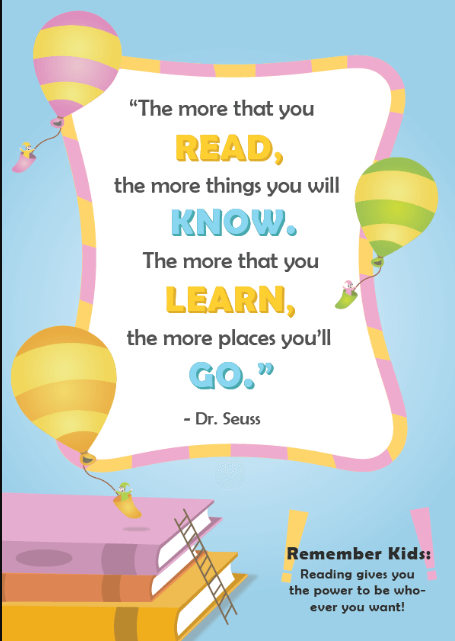 “The more that you
READ,
the more things you will
KNOW.
The more that you
LEARN,
the more places you’ll
GO.”
- Dr. Seuss
Remember Kids:
Reading gives you
the power to be who-
ever you want!